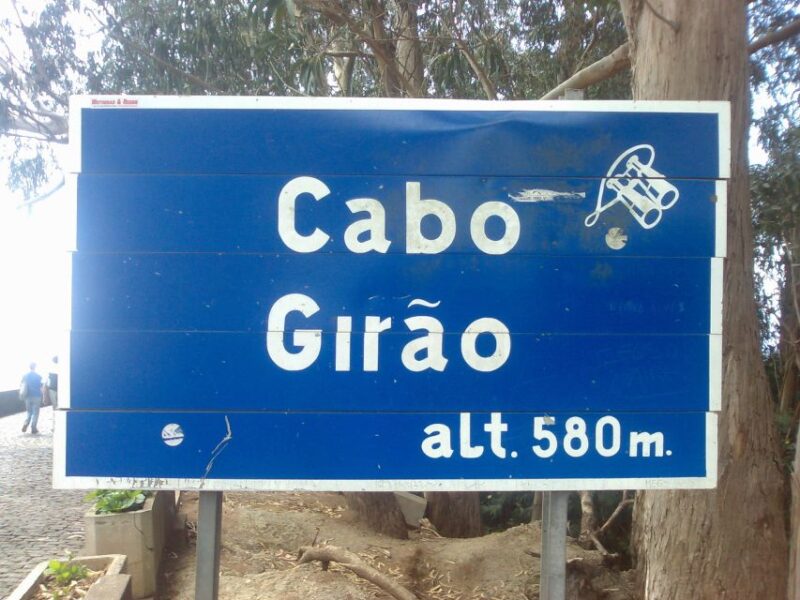 Cabo
Girão
alt. 580m.